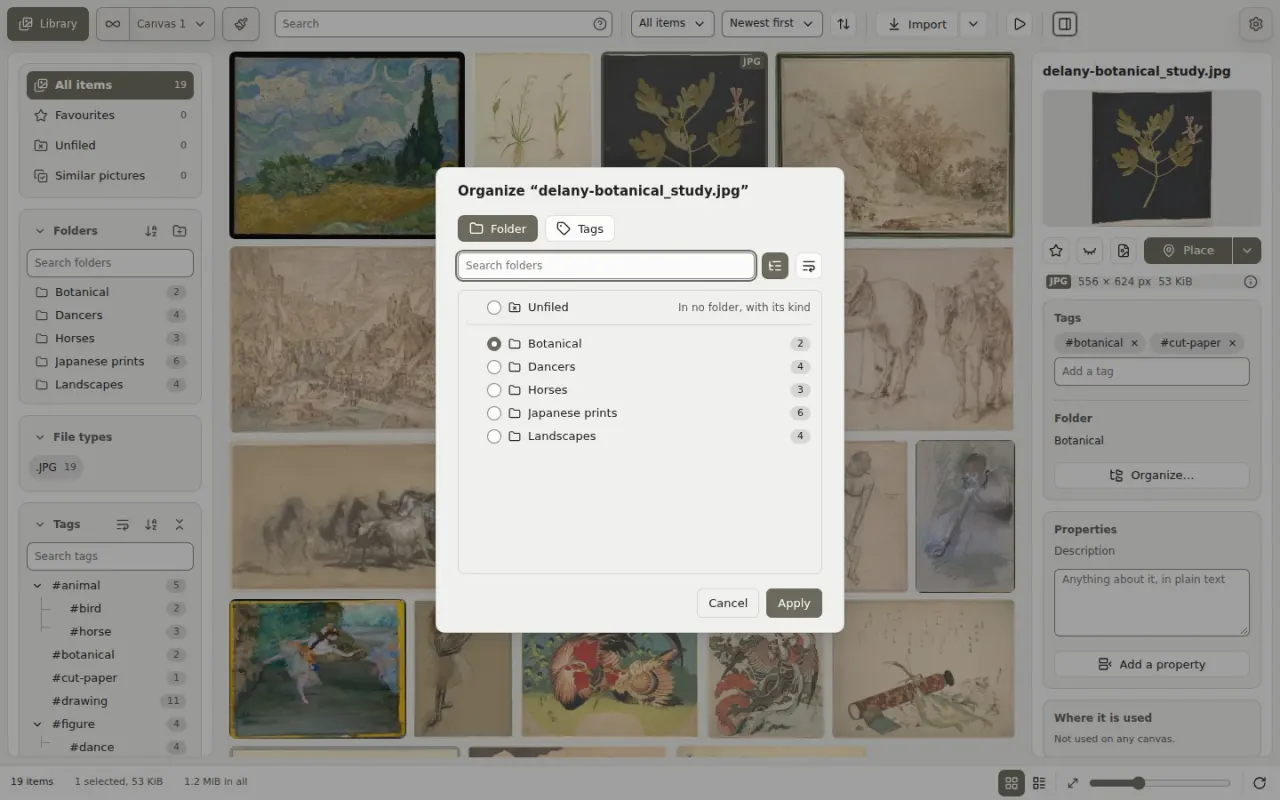 Library
Canvas 1
Search
All items
Newest first
Import
All items 19
Favourites 0
Unfiled 0
Similar pictures 0
Folders
Search folders
Botanical 2
Dancers 4
Horses 3
Japanese prints 6
Landscapes 4
File types
.JPG 19
Tags
Search tags
#animal 5
#bird 2
#horse 3
#botanical 2
#cut-paper 1
#drawing 11
#figure 4
#dance 4
JPG
Organize “delany-botanical_study.jpg”
Folder
Tags
Search folders
Unfiled In no folder, with its kind
Botanical 2
Dancers 4
Horses 3
Japanese prints 6
Landscapes 4
Cancel
Apply
delany-botanical_study.jpg
Place
JPG 556 × 624 px 53 KiB
Tags
#botanical × #cut-paper ×
Add a tag
Folder
Botanical
Organize...
Properties
Description
Anything about it, in plain text
Add a property
Where it is used
Not used on any canvas.
19 items 1 selected, 53 KiB 1.2 MiB in all